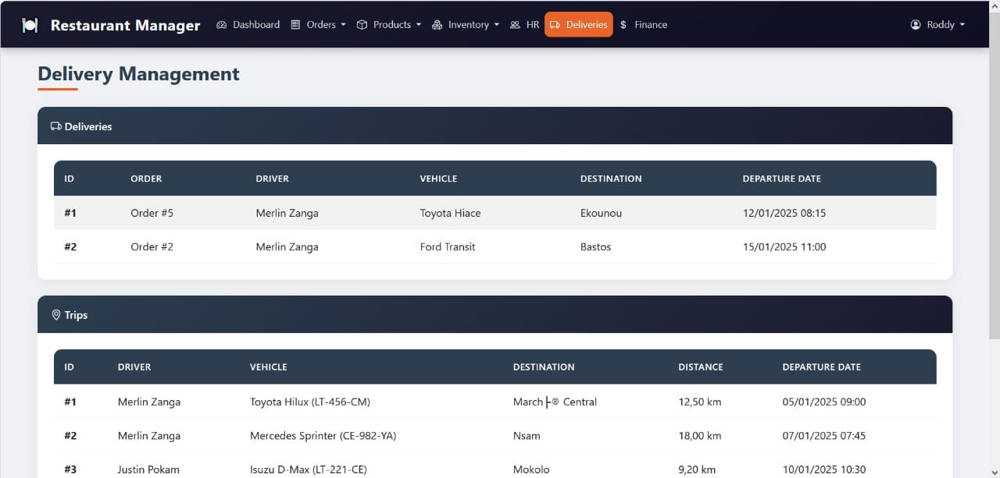 Restaurant Manager Dashboard Orders Products Inventory HR Deliveries $ Finance Roddy
Delivery Management
Deliveries
ID ORDER DRIVER VEHICLE DESTINATION DEPARTURE DATE
#1 Order #5 Merlin Zanga Toyota Hiace Ekounou 12/01/2025 08:15
#2 Order #2 Merlin Zanga Ford Transit Bastos 15/01/2025 11:00
Trips
ID DRIVER VEHICLE DESTINATION DISTANCE DEPARTURE DATE
#1 Merlin Zanga Toyota Hilux (LT-456-CM) March├® Central 12,50 km 05/01/2025 09:00
#2 Merlin Zanga Mercedes Sprinter (CE-982-YA) Nsam 18,00 km 07/01/2025 07:45
#3 Justin Pokam Isuzu D-Max (LT-221-CE) Mokolo 9,20 km 10/01/2025 10:30